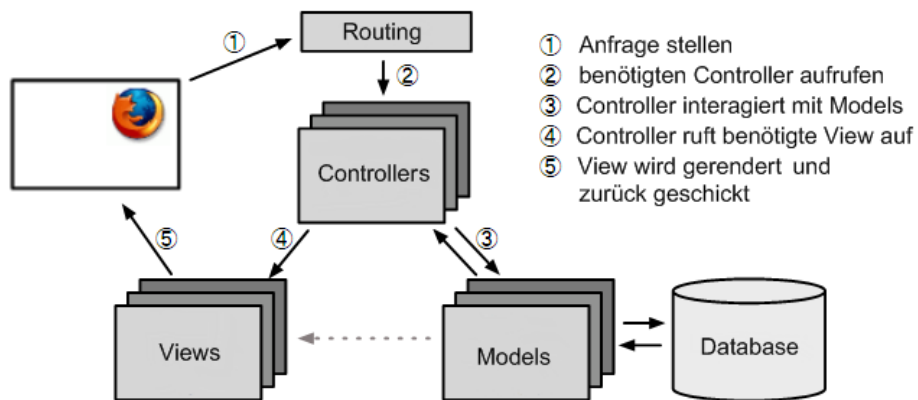 ① Routing
② 
Controllers
④ ③
⑤
Views
Models
Database
① Anfrage stellen
② benötigten Controller aufrufen
③ Controller interagiert mit Models
④ Controller ruft benötigte View auf
⑤ View wird gerendert und
zurück geschickt